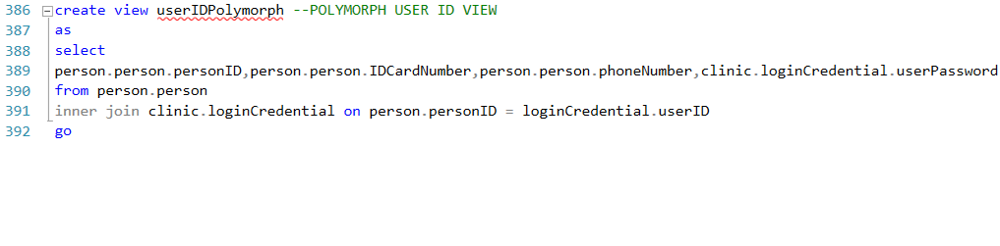 386 create view userIDPolymorph --POLYMORPH USER ID VIEW
387 as
388 select
389 person.person.personID,person.person.IDCardNumber,person.person.phoneNumber,clinic.loginCredential.userPassword
390 from person.person
391 inner join clinic.loginCredential on person.personID = loginCredential.userID
392 go